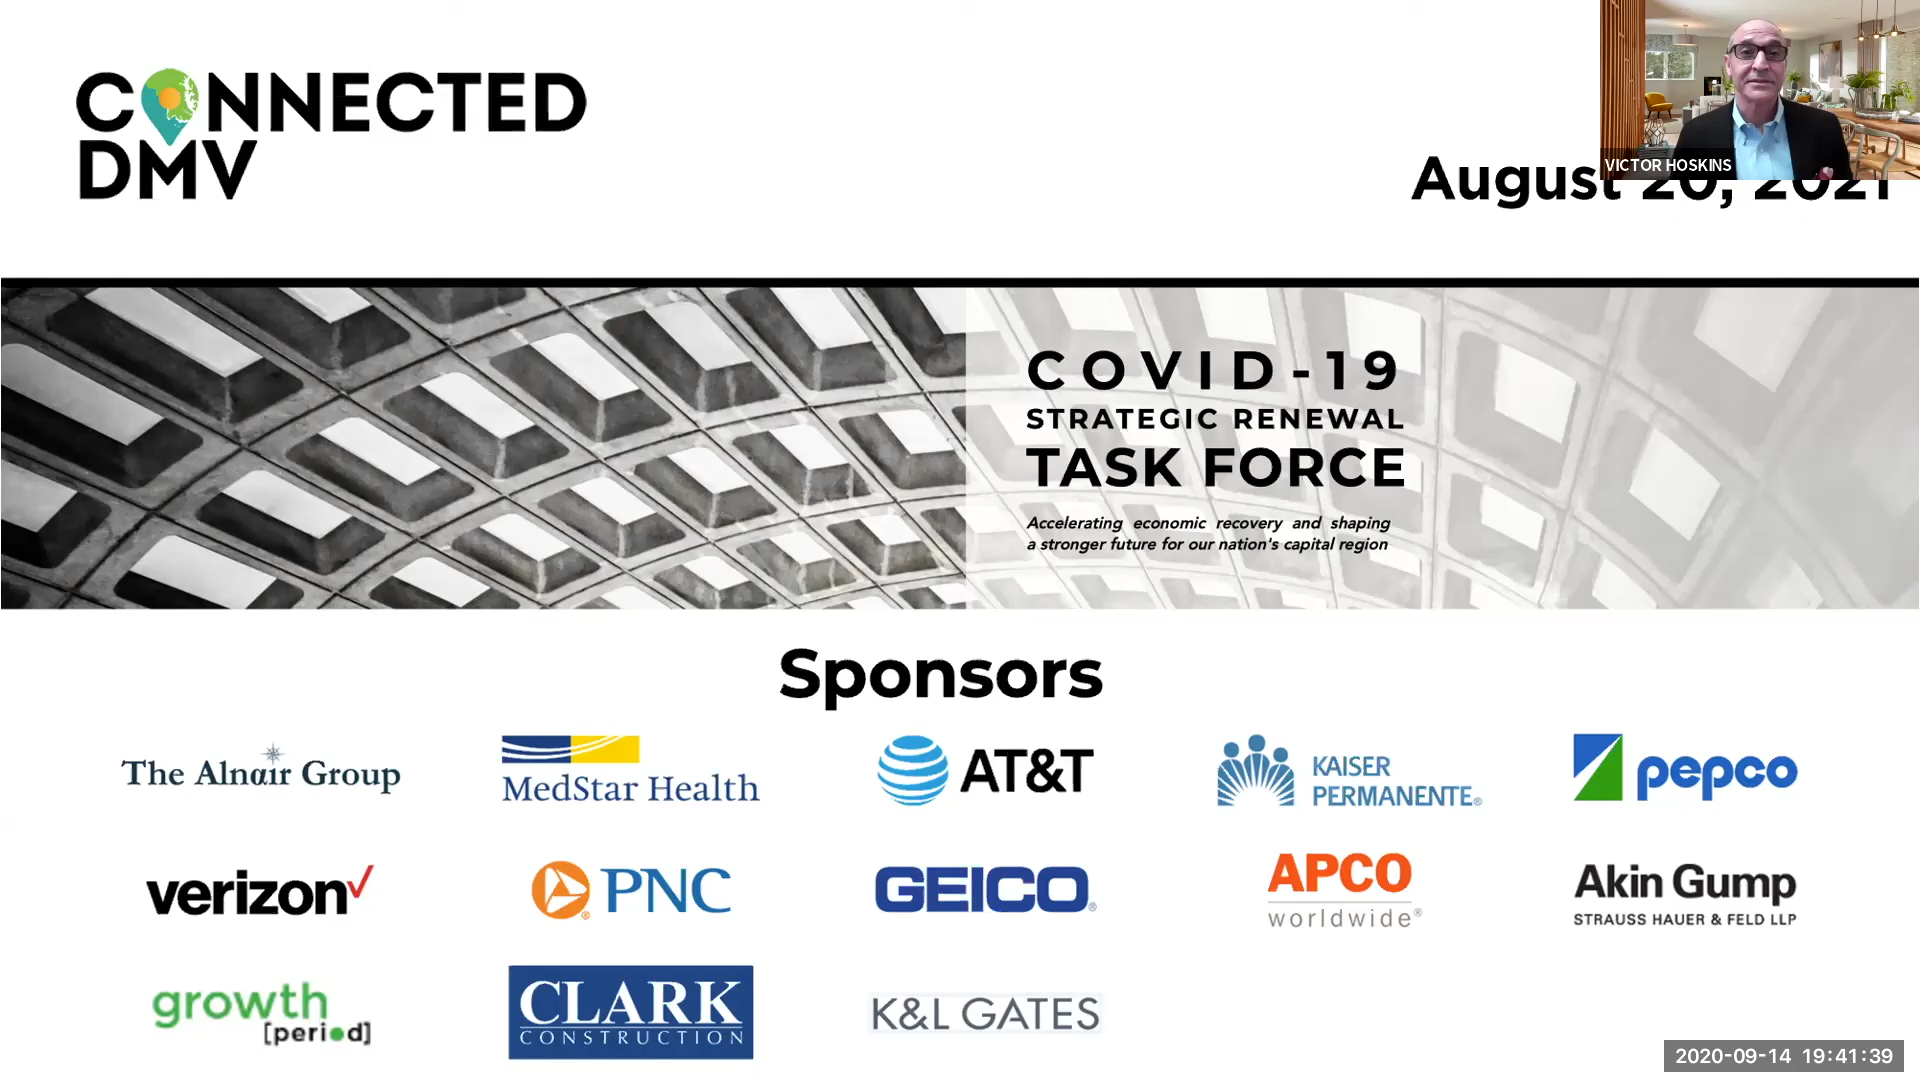 CONNECTED
DMV
VICTOR HOSKINS
August 20, 2021
COVID-19
STRATEGIC RENEWAL
TASK FORCE
Accelerating economic recovery and shaping
a stronger future for our nation's capital region
Sponsors
The Alnair Group
MedStar Health
AT&T
KAISER
PERMANENTE®
pepco
verizon
PNC
GEICO
APCO
worldwide®
Akin Gump
STRAUSS HAUER & FELD LLP
growth
[period]
CLARK
CONSTRUCTION
K&L GATES
2020-09-14 19:41:39